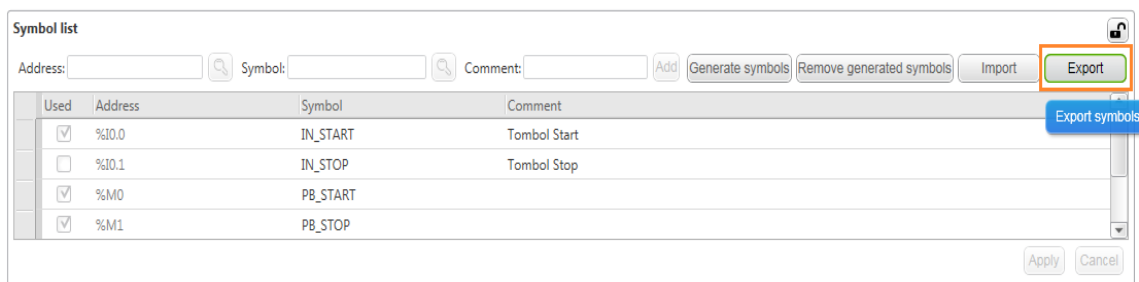 Symbol list
Address: Symbol: Comment: Add Generate symbols Remove generated symbols Import Export
Used Address Symbol Comment
Export symbols
%I0.0 IN_START Tombol Start
%I0.1 IN_STOP Tombol Stop
%M0 PB_START
%M1 PB_STOP
Apply Cancel